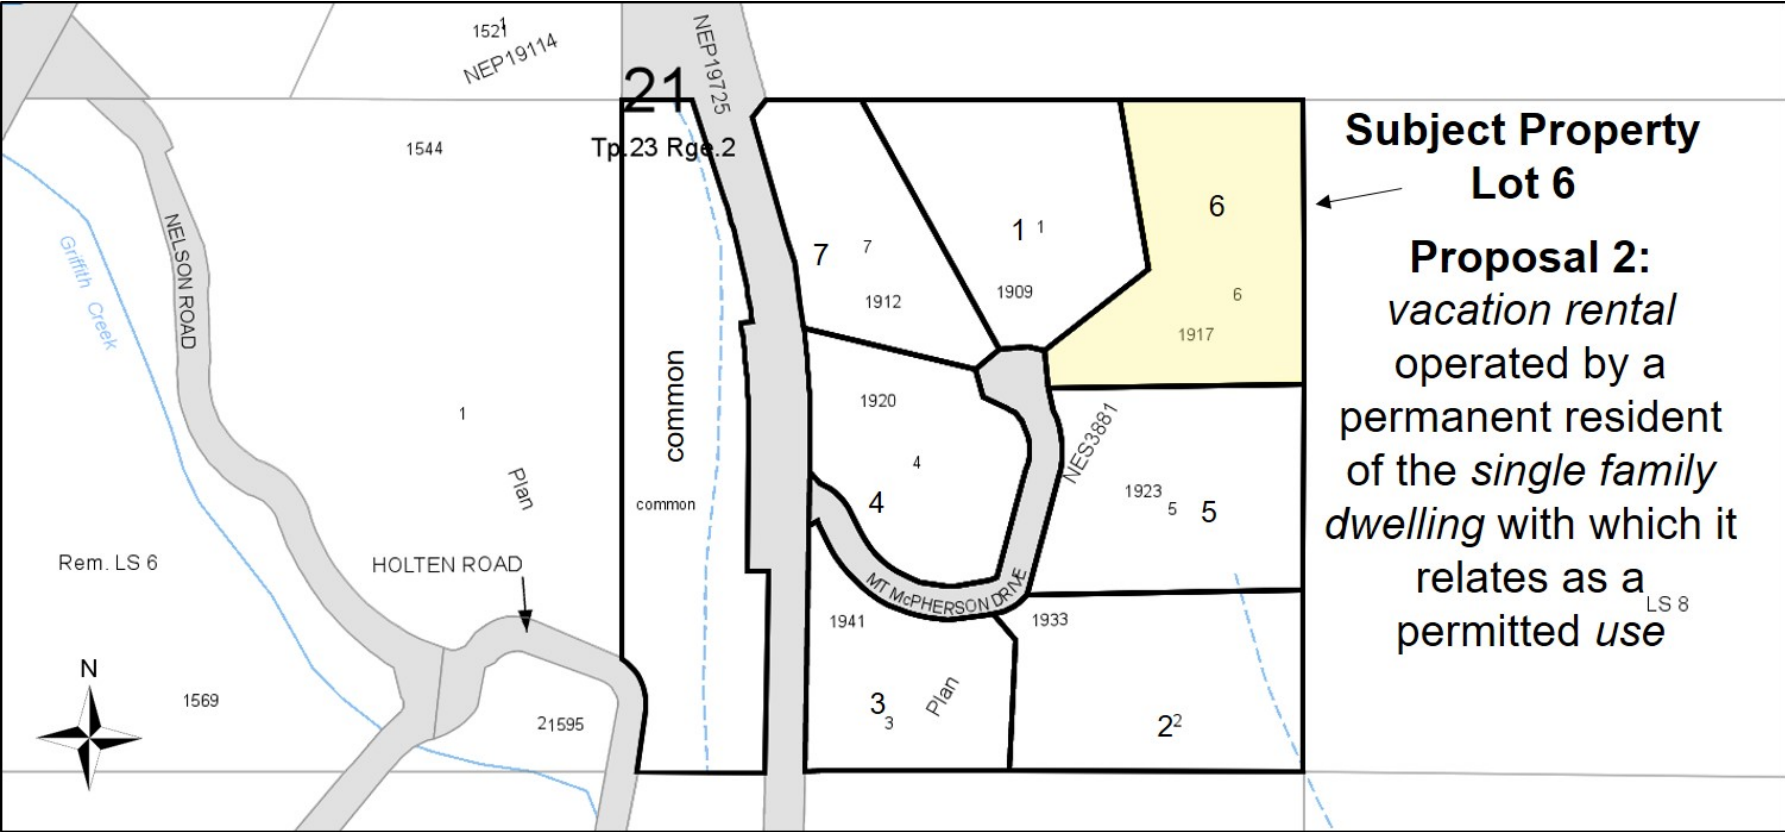 1521
1
NEP19114
NEP19725
21
Tp.23 Rge.2
1544
NELSON ROAD
Griffith Creek
1
Plan
Rem. LS 6
HOLTEN ROAD
N
1569
21595
common
common
7
7
1912
1
1
1909
6
6
1917
1920
4
4
NES3881
1923
5
5
MT McPHERSON DRIVE
1941
1933
3
3
Plan
2
2
Subject Property
Lot 6
Proposal 2:
vacation rental
operated by a
permanent resident
of the single family
dwelling with which it
relates as a
LS 8
permitted use